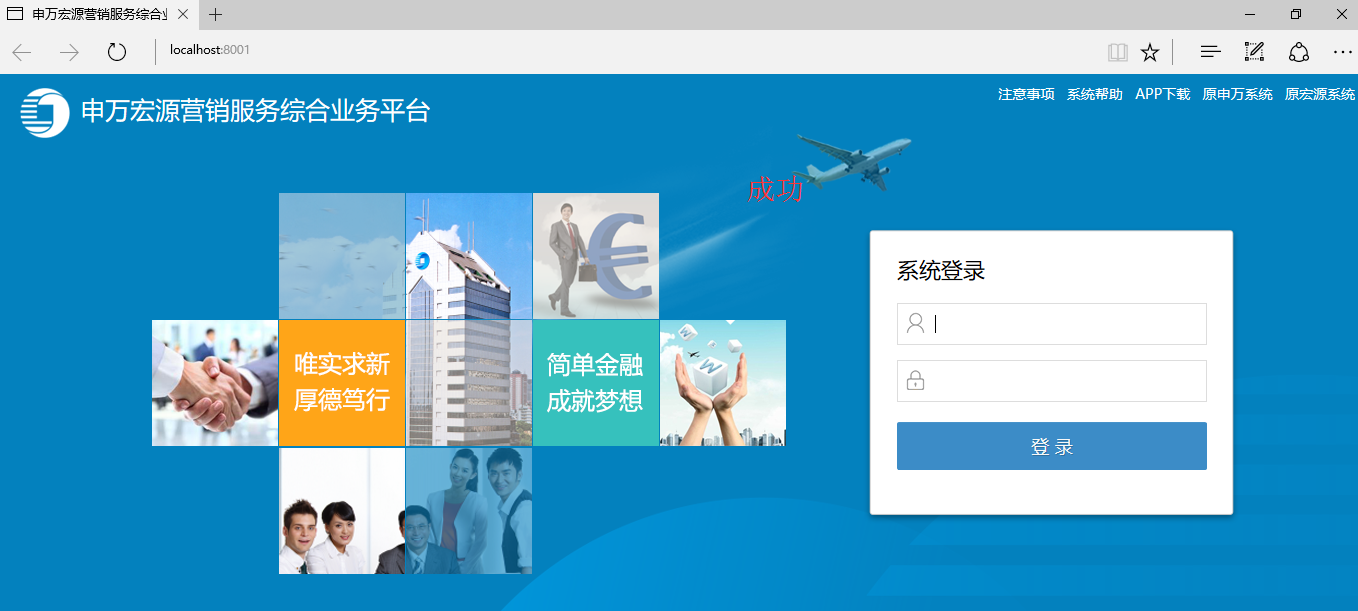 申万宏源营销服务综合业
localhost:8001
申万宏源营销服务综合业务平台
注意事项 系统帮助 APP下载 原申万系统 原宏源系统
成功
系统登录
唯实求新
厚德笃行
简单金融
成就梦想
W
登 录